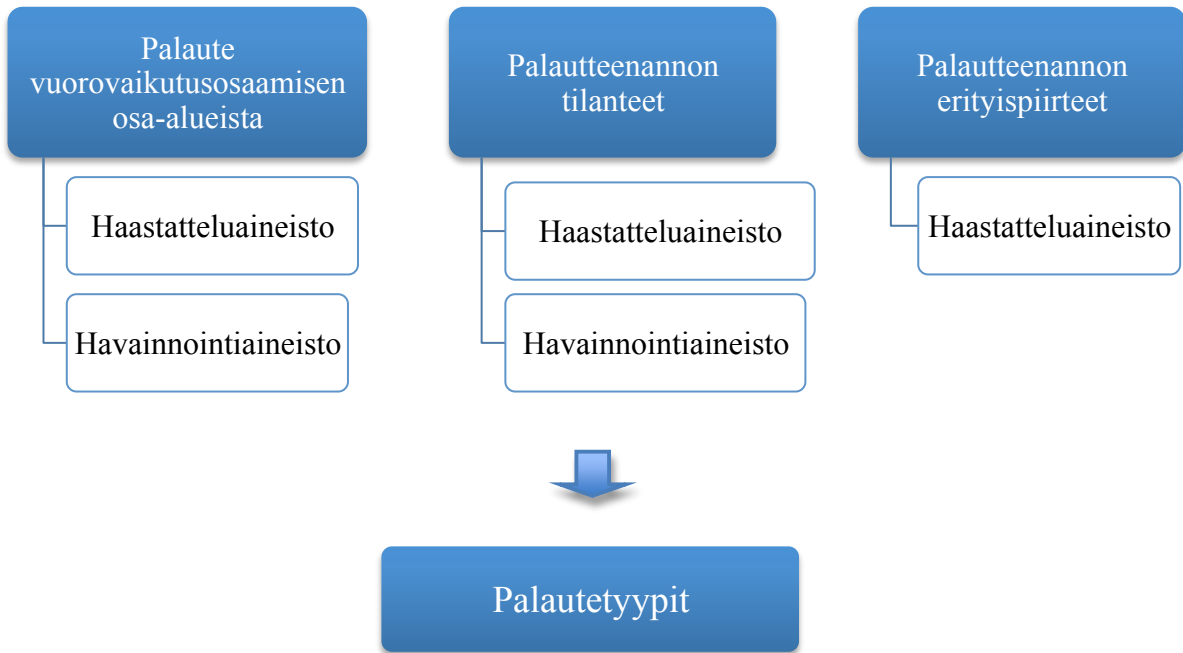 Palaute
vuorovaikutusosaamisen
osa-alueista
Haastatteluaineisto
Havainnointiaineisto
Palautteenannon
tilanteet
Haastatteluaineisto
Havainnointiaineisto
Palautteenannon
erityispiirteet
Haastatteluaineisto
Palautetyypit